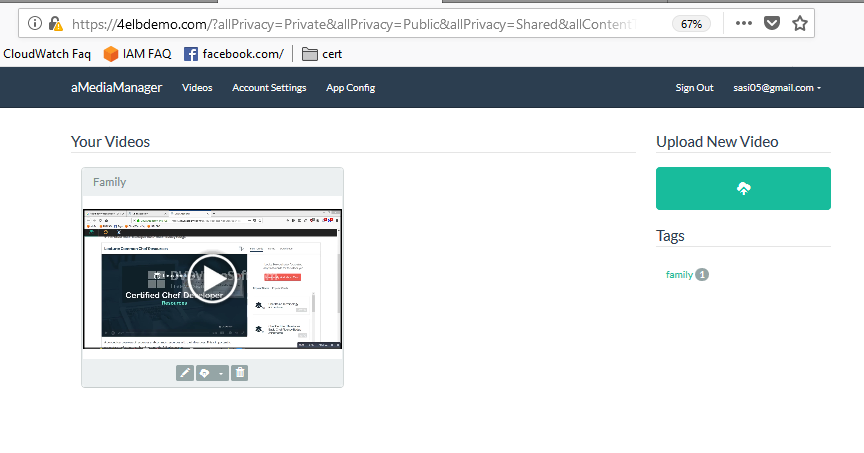 https://4elbdemo.com/?allPrivacy=Private&allPrivacy=Public&allPrivacy=Shared&allContent 67%
CloudWatch Faq IAM FAQ facebook.com/ cert
aMediaManager Videos Account Settings App Config Sign Out sasi05@gmail.com
Your Videos
Upload New Video
Family
Certified Chef Developer
Resources
Tags
family 1